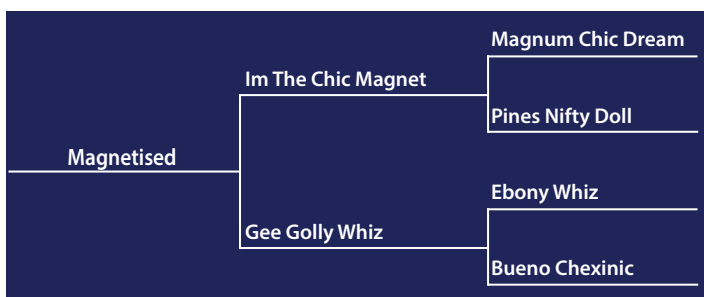 Magnum Chic Dream
Im The Chic Magnet
Pines Nifty Doll
Magnetised
Ebony Whiz
Gee Golly Whiz
Bueno Chexinic